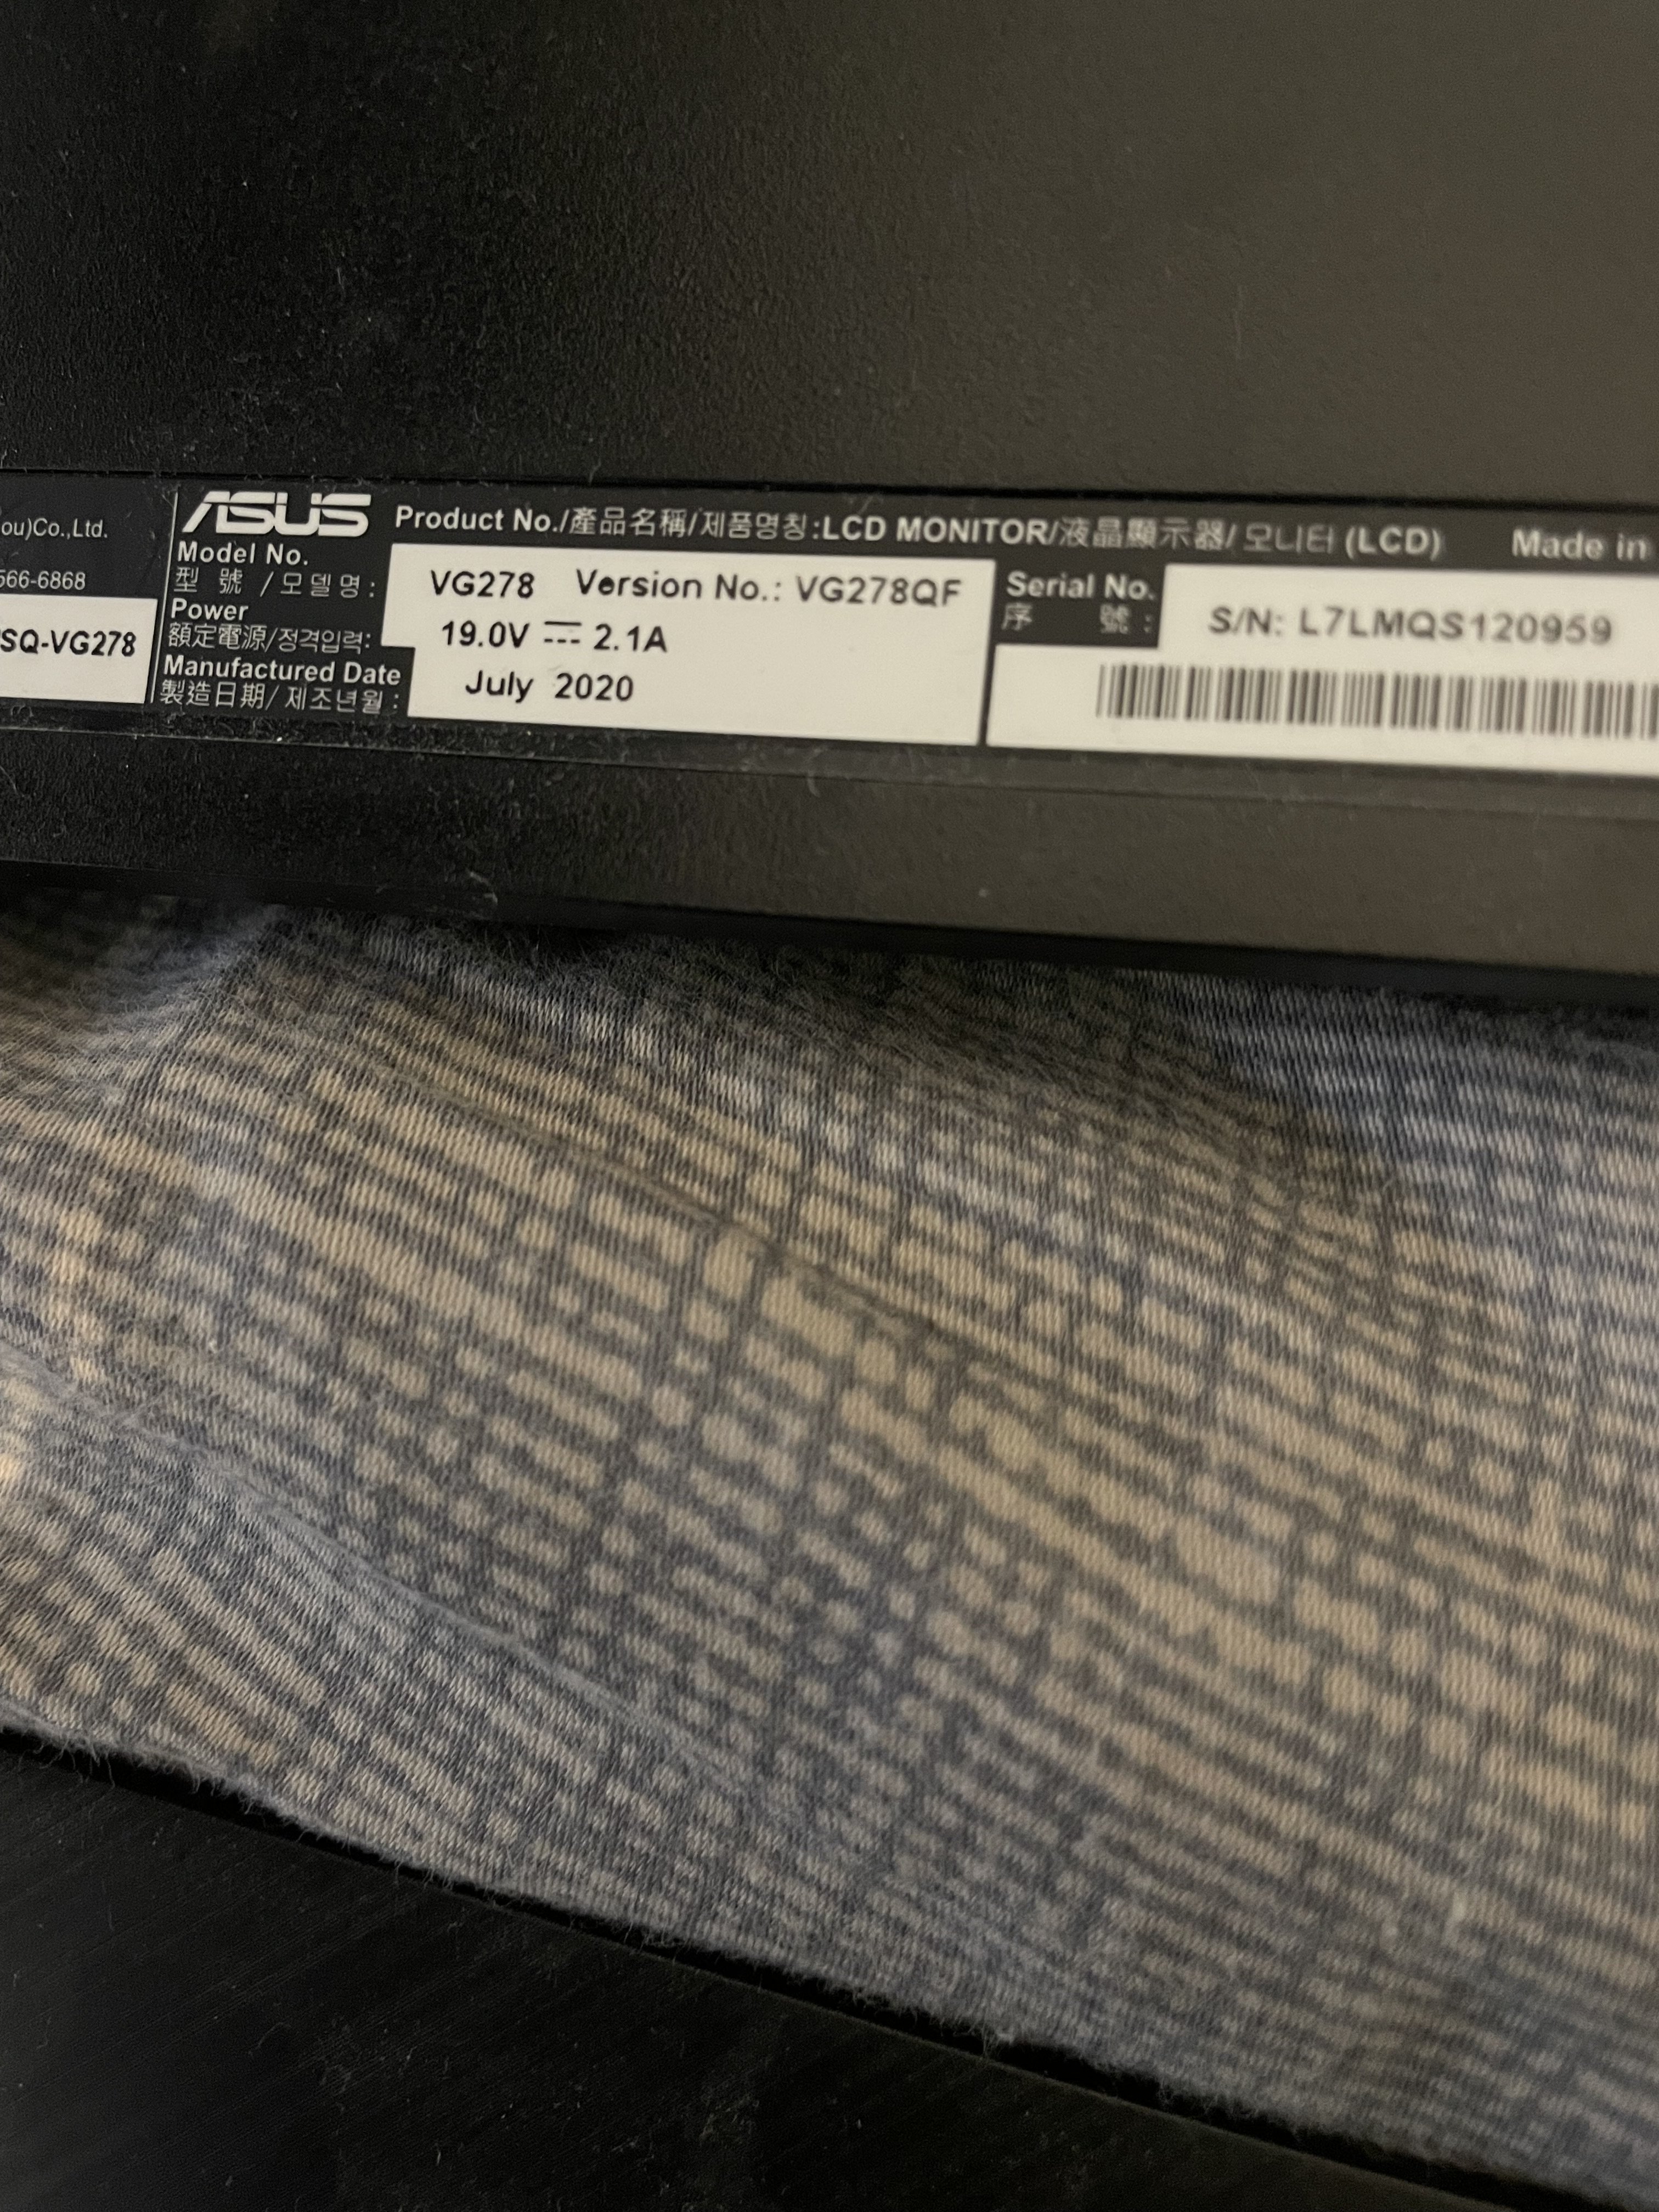 ou)Co.,Ltd.
566-6868
SQ-VG278
ASUS Product No./產品名稱/제품명칭:LCD MONITOR/液晶顯示器/모니터 (LCD) Made in
Model No.
型 號 /모델명:
VG278 Version No.: VG278QF
Power
額定電源/정격입력:
19.0V ⎓ 2.1A
Manufactured Date
製造日期/제조년월:
July 2020
Serial No.
序 號:
S/N: L7LMQS120959